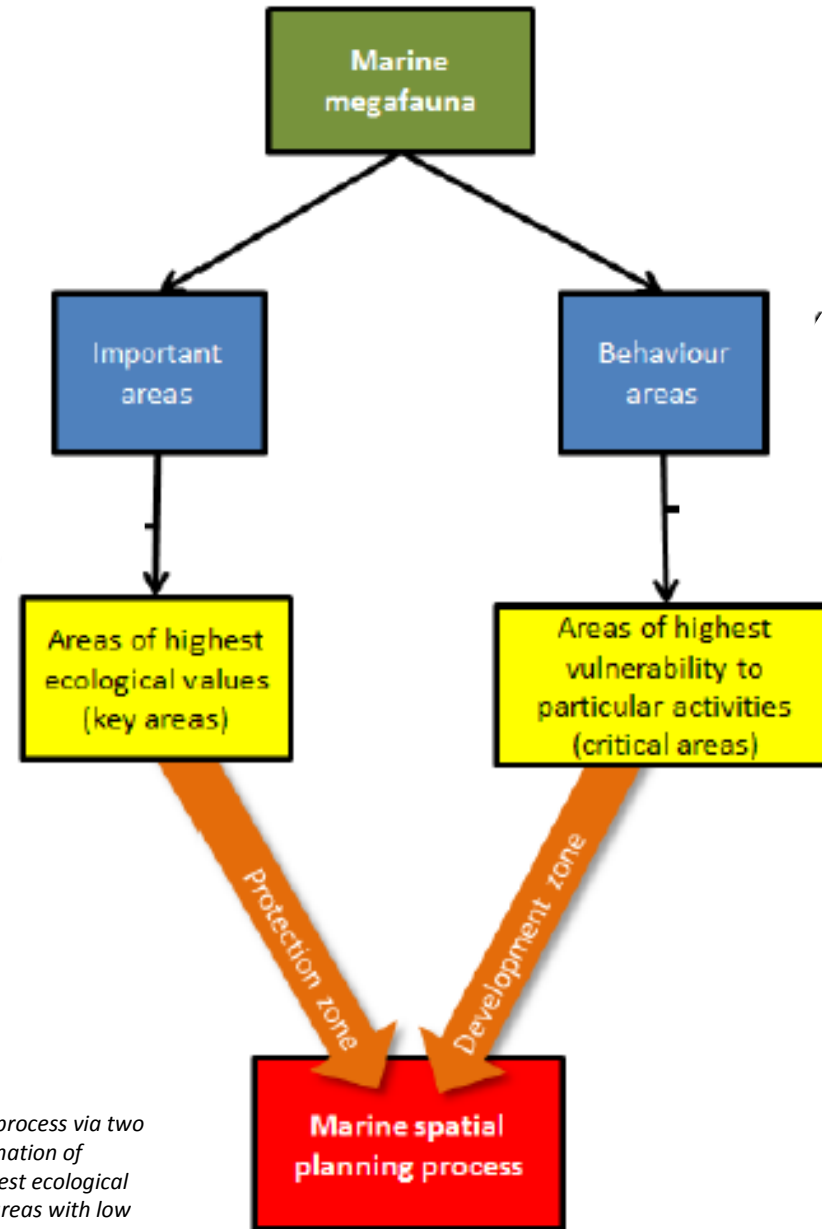 Marine
megafauna
Important
areas
Behaviour
areas
Areas of highest
ecological values
(key areas)
Areas of highest
vulnerability to
particular activities
(critical areas)
Protection zone
Development zone
Marine spatial
planning process
process via two
nation of
est ecological
reas with low